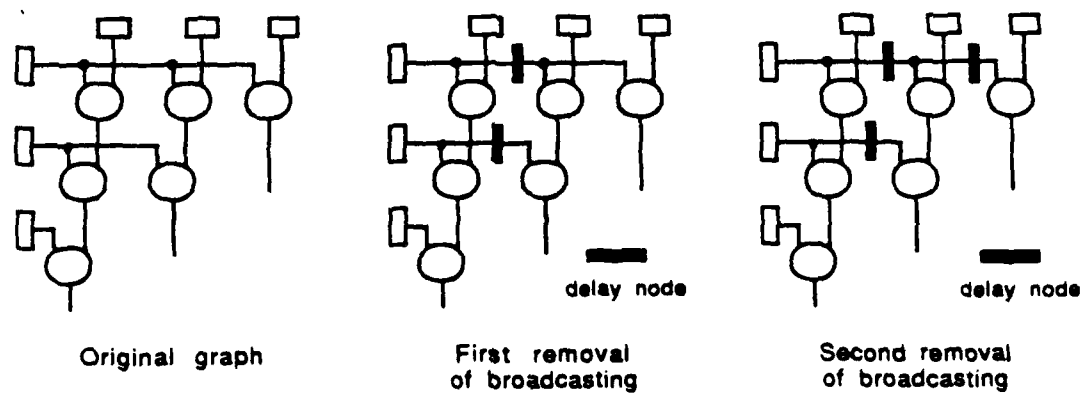 delay node
delay node
Original graph
First removal
of broadcasting
Second removal
of broadcasting